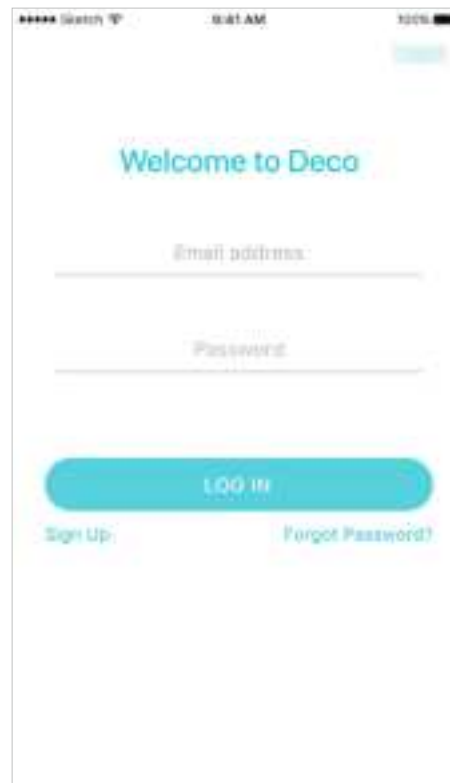 Sketch 9:41 AM 100%
Welcome to Deco
Email address
Password
LOG IN
Sign Up Forgot Password?